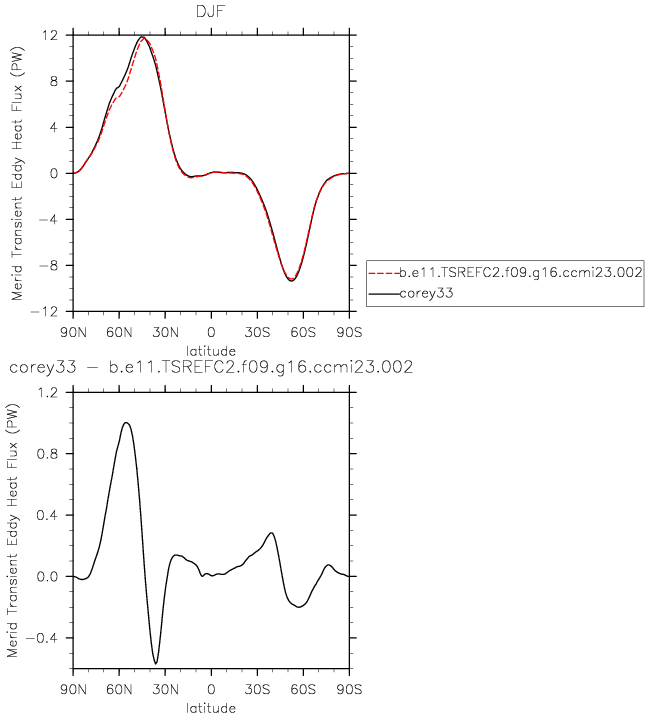 DJF
Merid Transient Eddy Heat Flux (PW)
12
8
4
0
−4
−8
−12
90N 60N 30N 0 30S 60S 90S
latitude
b.e11.TSREFC2.f09.g16.ccmi23.002
corey33
corey33 − b.e11.TSREFC2.f09.g16.ccmi23.002
Merid Transient Eddy Heat Flux (PW)
1.2
0.8
0.4
0.0
−0.4
90N 60N 30N 0 30S 60S 90S
latitude